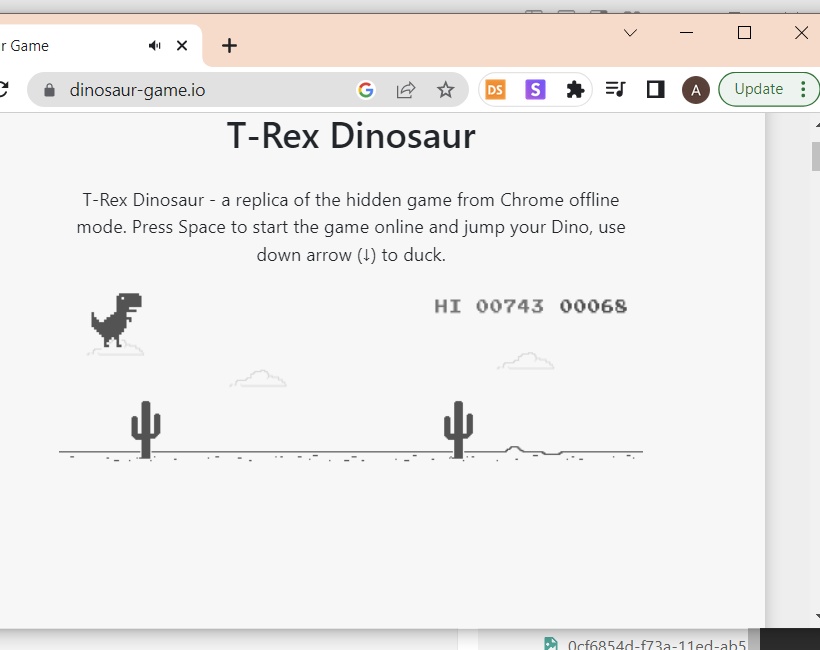 r Game
dinosaur-game.io
DS
S
A
Update
T-Rex Dinosaur
T-Rex Dinosaur - a replica of the hidden game from Chrome offline
mode. Press Space to start the game online and jump your Dino, use
down arrow (↓) to duck.
HI 00743 00068
0cf6854d-f73a-11ed-ab5